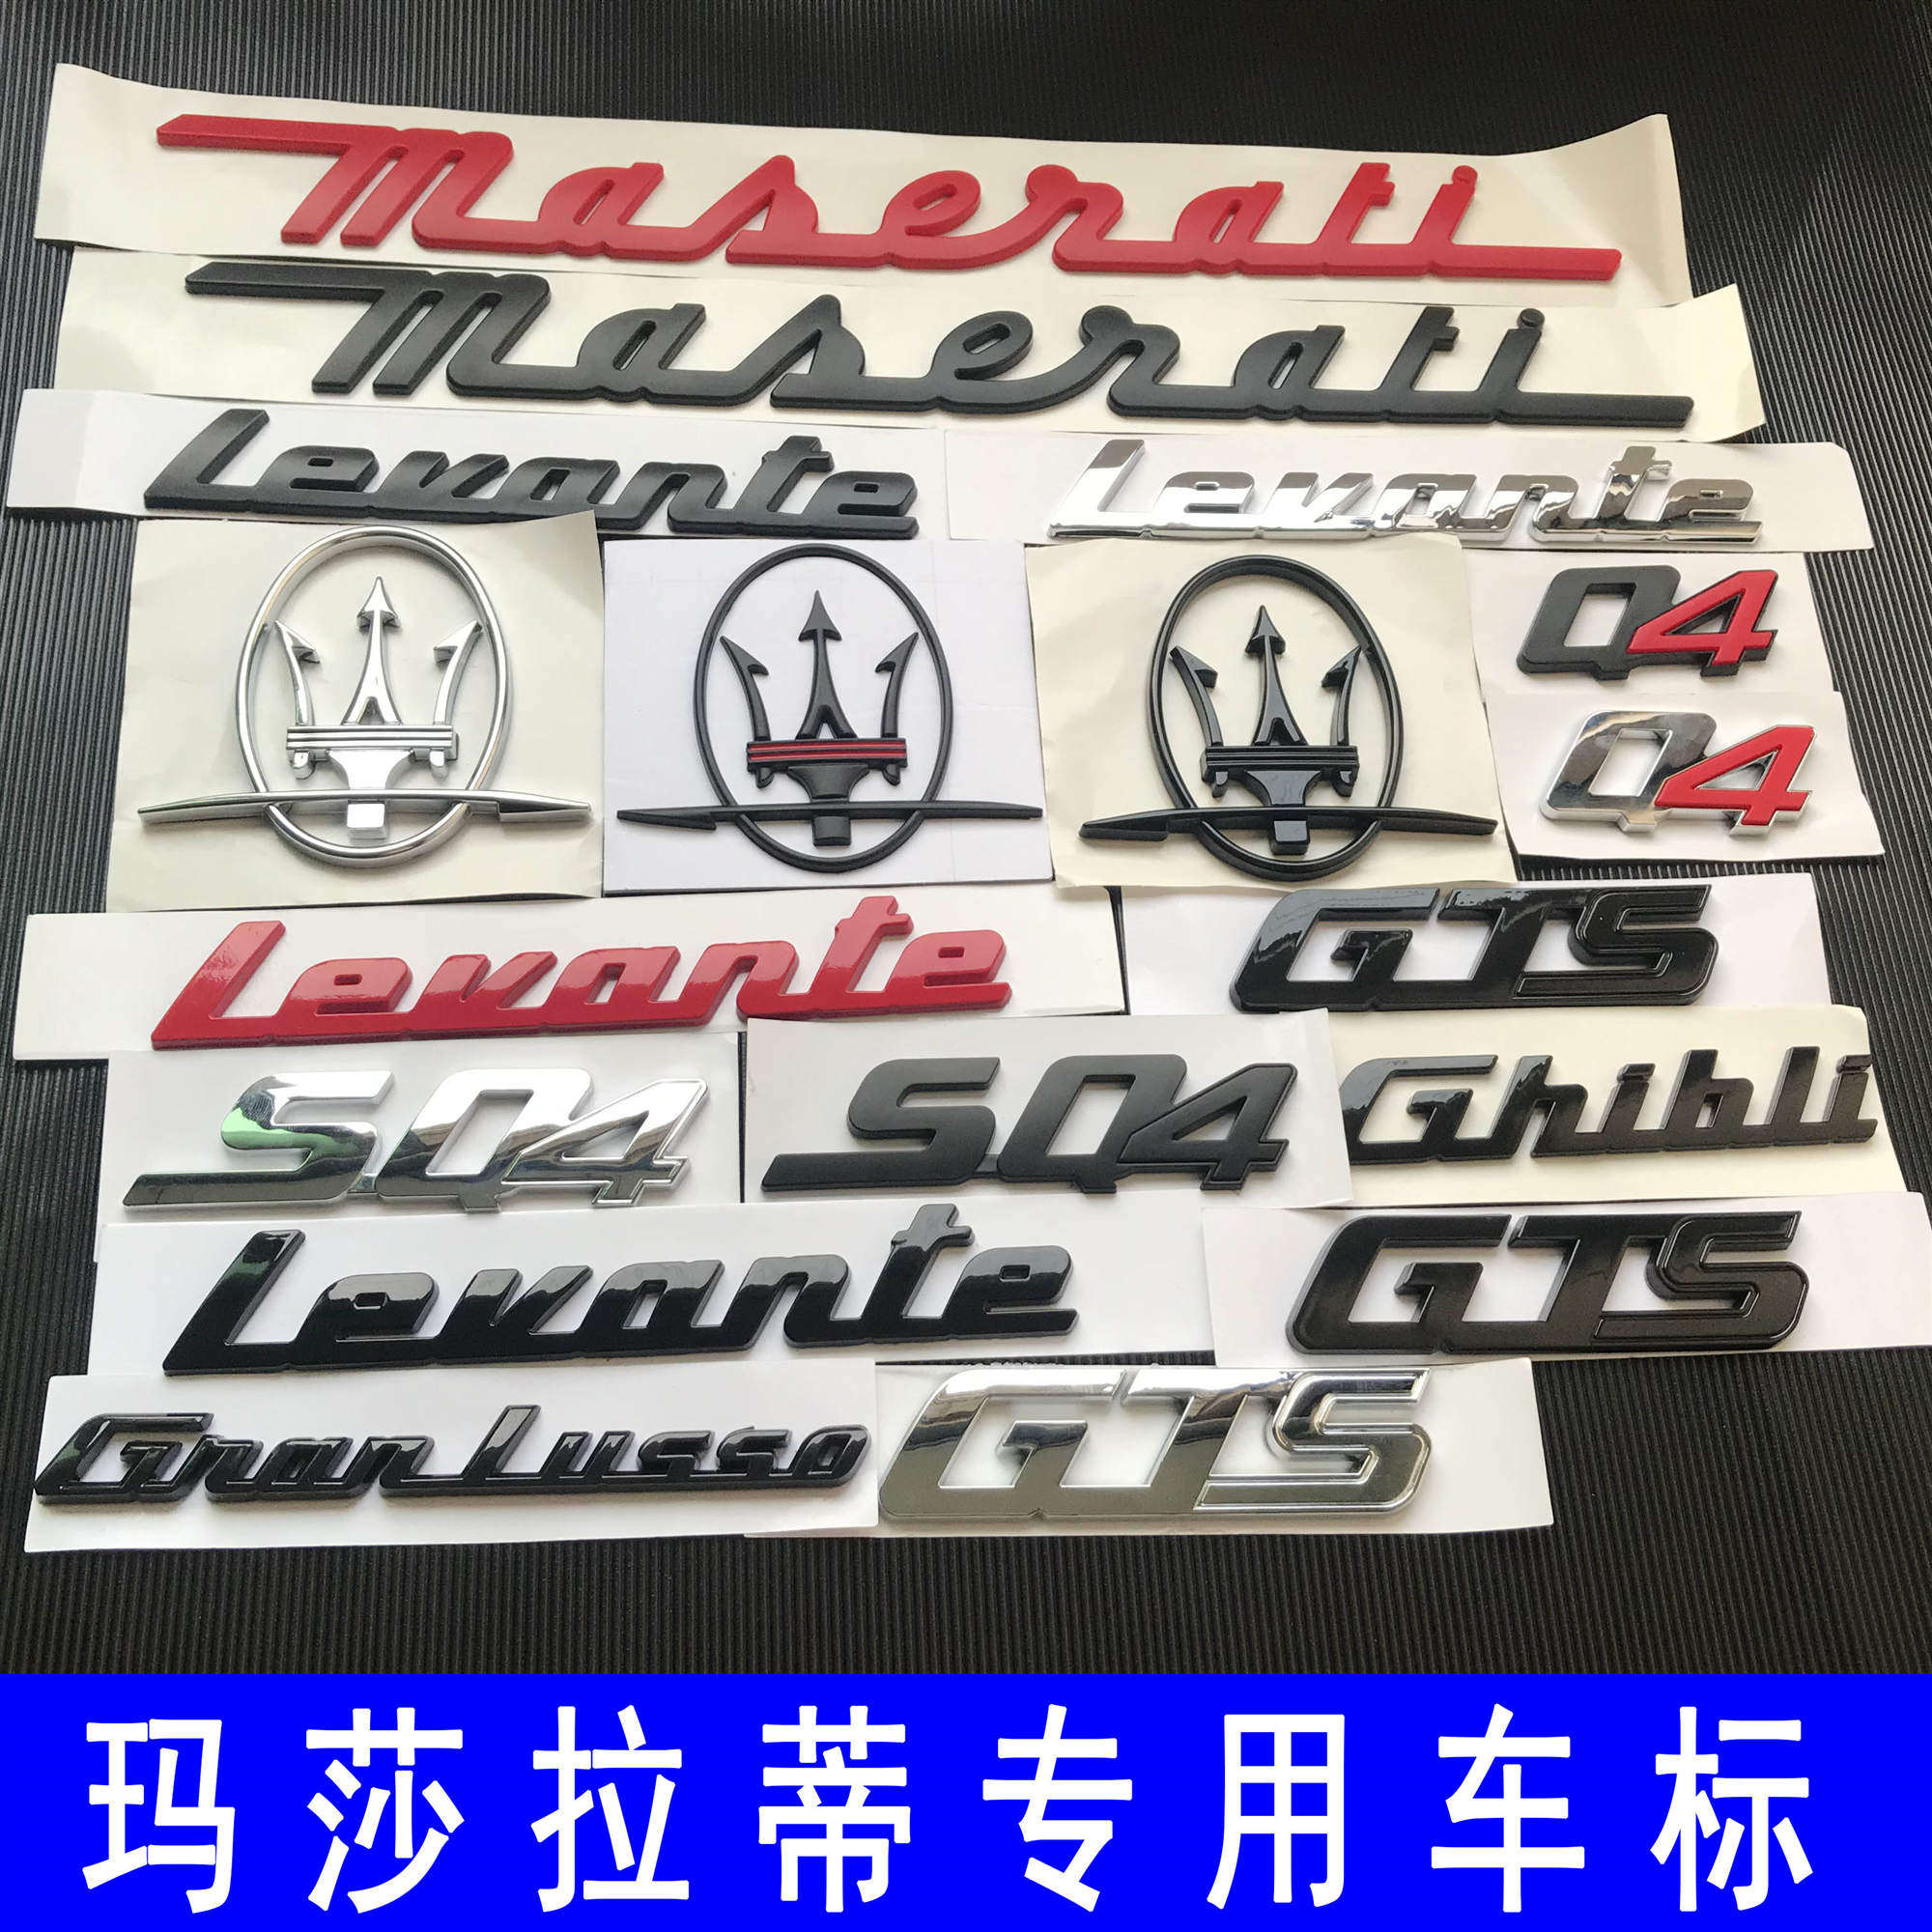 Maserati
Maserati
Levante Levante
Q4
Q4
Levante GTS
SQ4 SQ4 Ghibli
Levante GTS
GranLusso GTS
玛莎拉蒂专用车标